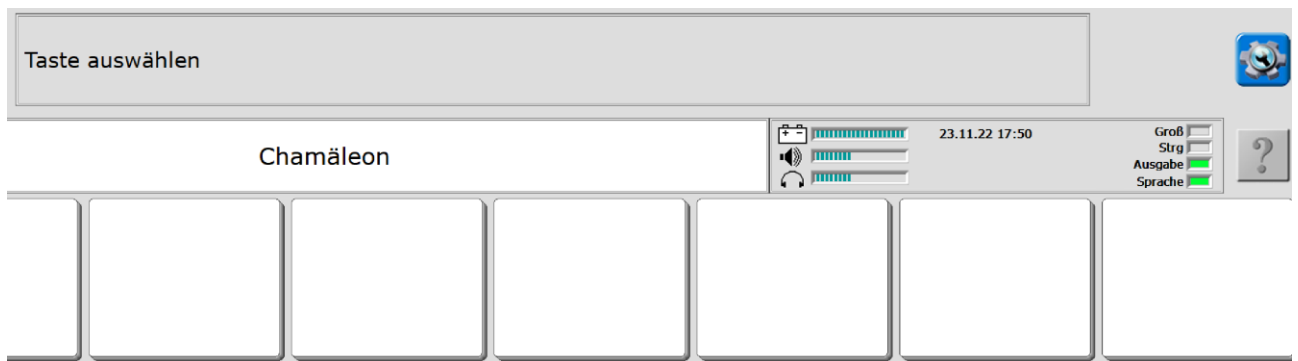 Taste auswählen
Chamäleon
23.11.22 17:50
Groß
Strg
Ausgabe
Sprache
?